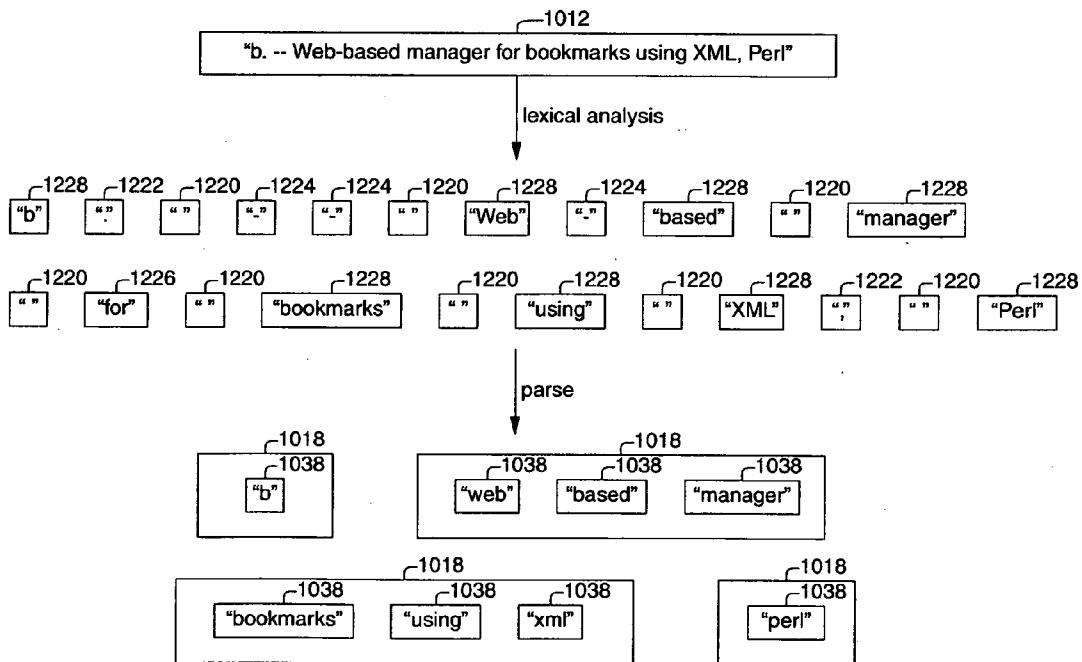 1012
“b. -- Web-based manager for bookmarks using XML, Perl”
lexical analysis
1228 1222 1220 1224 1224 1220 1228 1224 1228 1220 1228
“b” “.” “ ” “-” “-” “ ” “Web” “-” “based” “ ” “manager”
1220 1226 1220 1228 1220 1228 1220 1228 1222 1220 1228
“ ” “for” “ ” “bookmarks” “ ” “using” “ ” “XML” “,” “ ” “Perl”
parse
1018 1018
1038 1038 1038 1038
“b” “web” “based” “manager”
1018 1018
1038 1038 1038 1038
“bookmarks” “using” “xml” “perl”